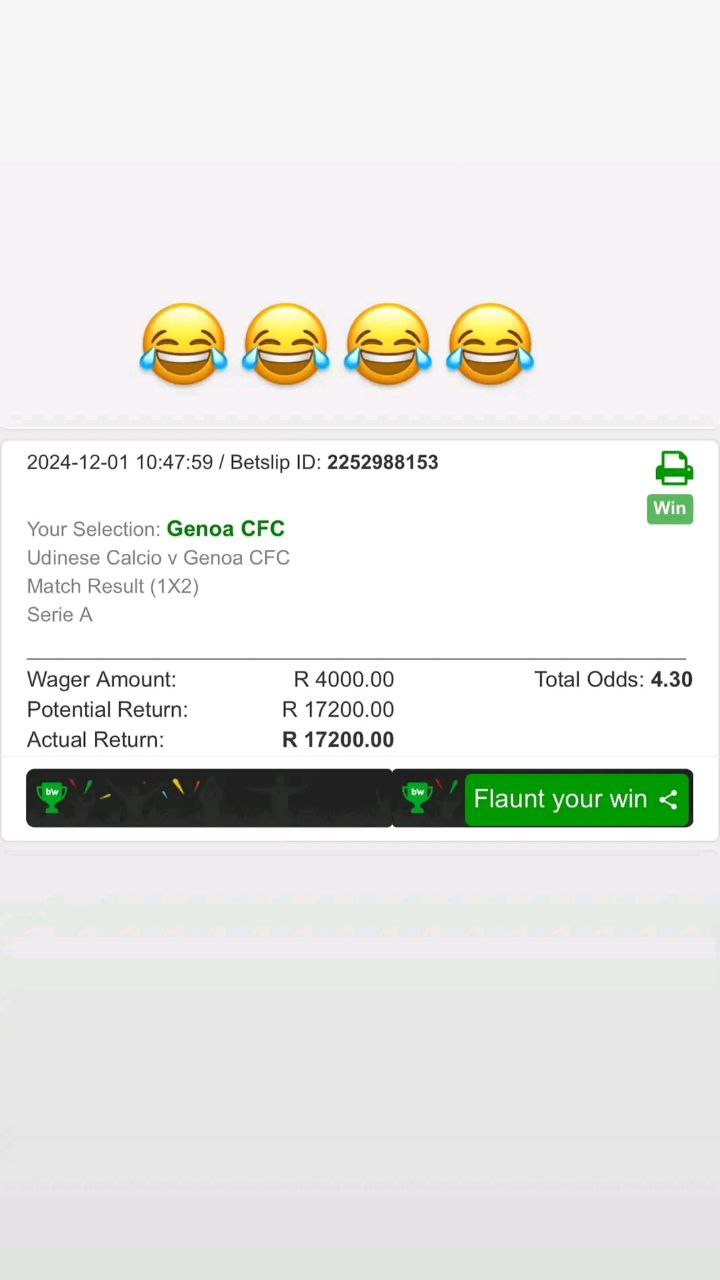 😂😂😂😂
2024-12-01 10:47:59 / Betslip ID: 2252988153
Win
Your Selection: Genoa CFC
Udinese Calcio v Genoa CFC
Match Result (1X2)
Serie A
Wager Amount: R 4000.00 Total Odds: 4.30
Potential Return: R 17200.00
Actual Return: R 17200.00
bw bw Flaunt your win